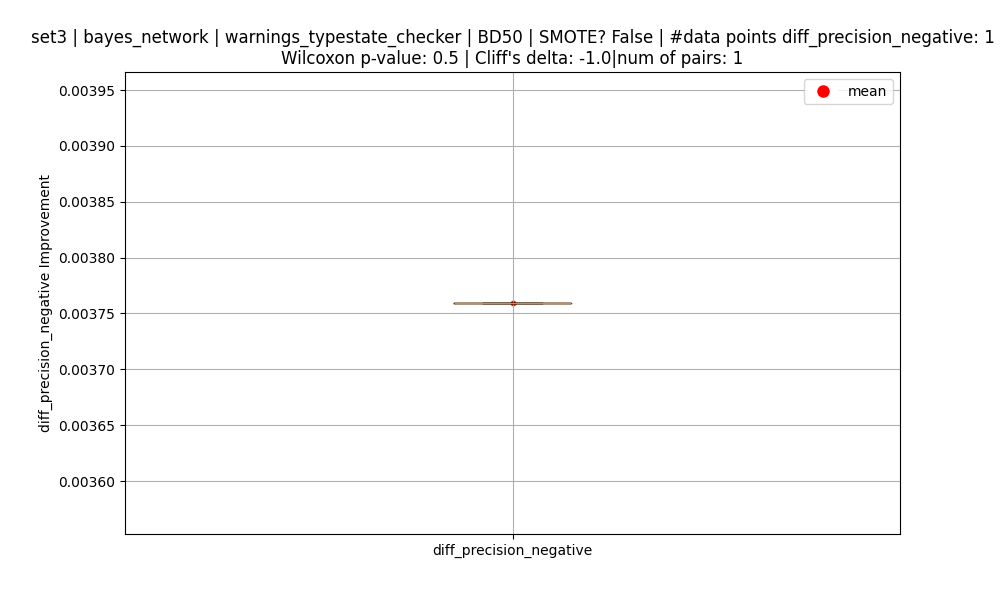 set3 | bayes_network | warnings_typestate_checker | BD50 | SMOTE? False | #data points diff_precision_negative: 1
Wilcoxon p-value: 0.5 | Cliff's delta: -1.0|num of pairs: 1
mean
0.00395
0.00390
0.00385
0.00380
0.00375
0.00370
0.00365
0.00360
diff_precision_negative Improvement
diff_precision_negative